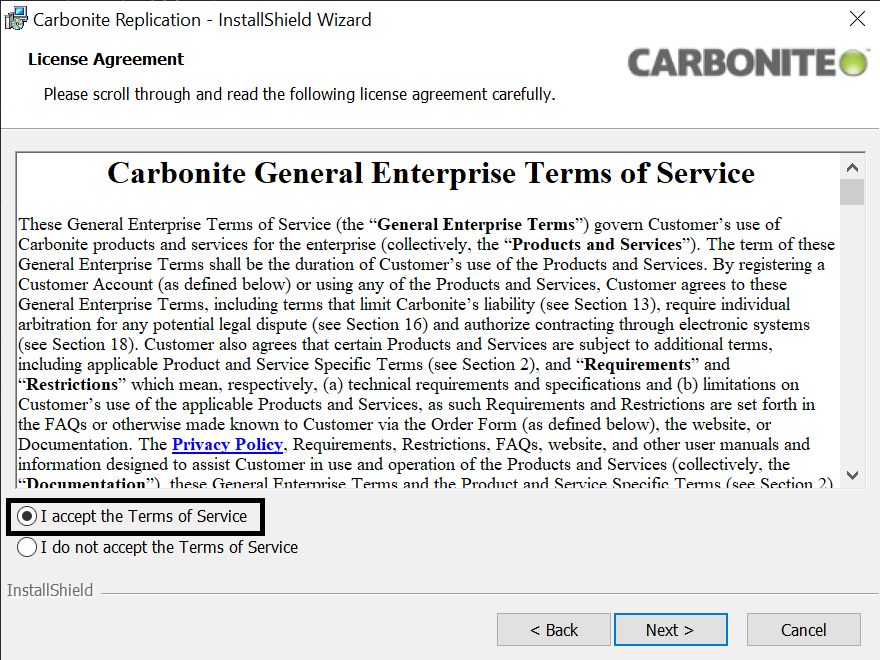 Carbonite Replication - InstallShield Wizard
License Agreement
CARBONITE
Please scroll through and read the following license agreement carefully.
Carbonite General Enterprise Terms of Service
These General Enterprise Terms of Service (the “General Enterprise Terms”) govern Customer’s use of
Carbonite products and services for the enterprise (collectively, the “Products and Services”). The term of these
General Enterprise Terms shall be the duration of Customer’s use of the Products and Services. By registering a
Customer Account (as defined below) or using any of the Products and Services, Customer agrees to these
General Enterprise Terms, including terms that limit Carbonite’s liability (see Section 13), require individual
arbitration for any potential legal dispute (see Section 16) and authorize contracting through electronic systems
(see Section 18). Customer also agrees that certain Products and Services are subject to additional terms,
including applicable Product and Service Specific Terms (see Section 2), and “Requirements” and
“Restrictions” which mean, respectively, (a) technical requirements and specifications and (b) limitations on
Customer’s use of the applicable Products and Services, as such Requirements and Restrictions are set forth in
the FAQs or otherwise made known to Customer via the Order Form (as defined below), the website, or
Documentation. The Privacy Policy, Requirements, Restrictions, FAQs, website, and other user manuals and
information designed to assist Customer in use and operation of the Products and Services (collectively, the
“Documentation”), these General Enterprise Terms and the Product and Service Specific Terms (see Section 2)
I accept the Terms of Service
I do not accept the Terms of Service
InstallShield
< Back
Next >
Cancel